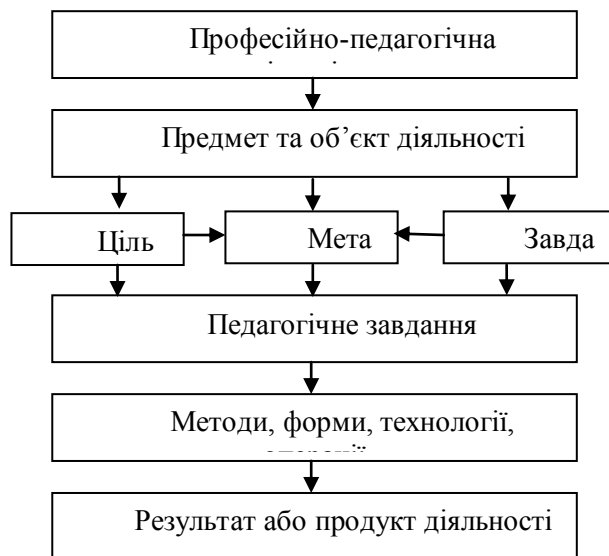 Професійно-педагогічна
Предмет та об’єкт діяльності
Ціль
Мета
Завда
Педагогічне завдання
Методи, форми, технології,
Результат або продукт діяльності